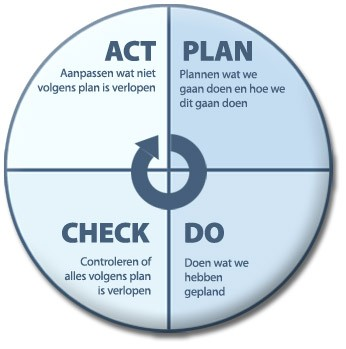 ACT
Aanpassen wat niet
volgens plan is verlopen
PLAN
Plannen wat we
gaan doen en hoe we
dit gaan doen
CHECK
Controleren of
alles volgens plan
is verlopen
DO
Doen wat we
hebben
gepland